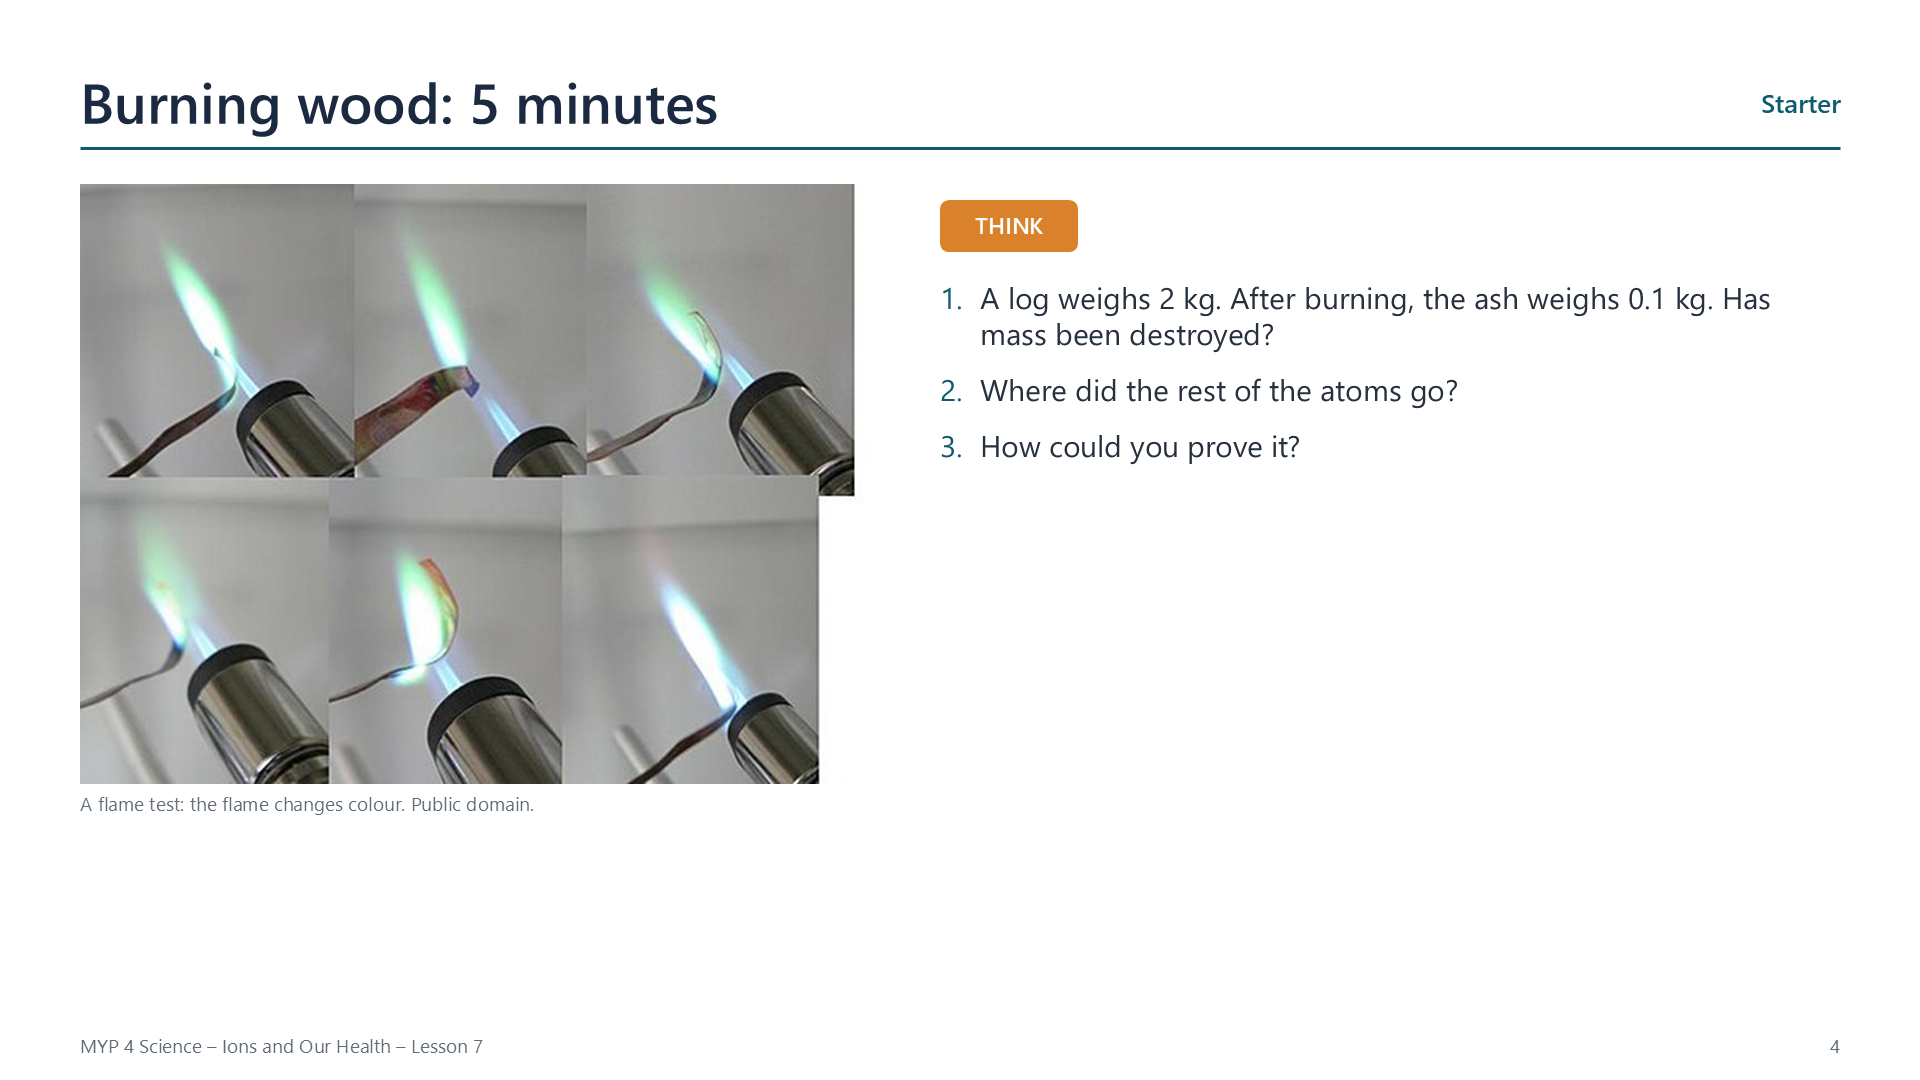 Burning wood: 5 minutes
Starter
THINK
1. A log weighs 2 kg. After burning, the ash weighs 0.1 kg. Has
mass been destroyed?
2. Where did the rest of the atoms go?
3. How could you prove it?
A flame test: the flame changes colour. Public domain.
MYP 4 Science – Ions and Our Health – Lesson 7
4